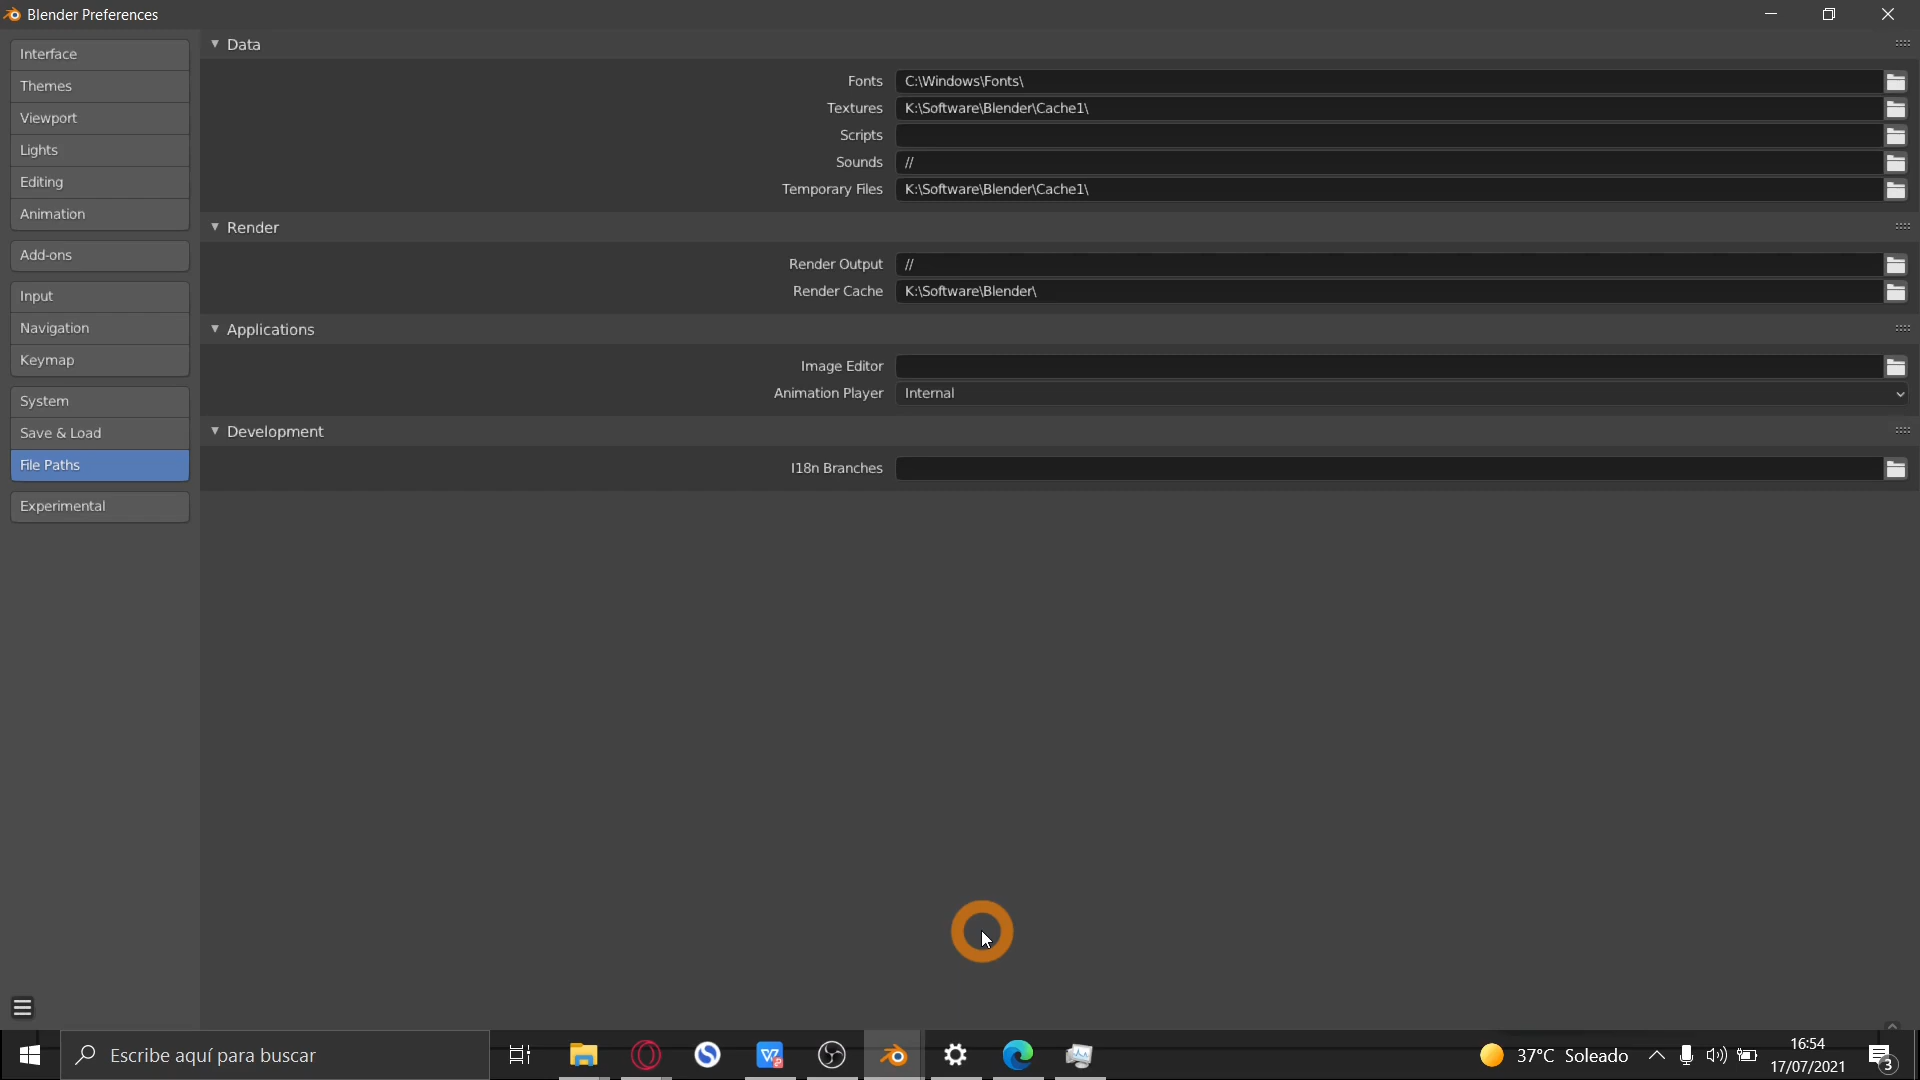 Blender Preferences
Interface
Themes
Viewport
Lights
Editing
Animation
Add-ons
Input
Navigation
Keymap
System
Save & Load
File Paths
Experimental
Data
Fonts C:\Windows\Fonts\
Textures K:\Software\Blender\Cache1\
Scripts
Sounds //
Temporary Files K:\Software\Blender\Cache1\
Render
Render Output //
Render Cache K:\Software\Blender\
Applications
Image Editor
Animation Player Internal
Development
I18n Branches
Escribe aquí para buscar
37°C Soleado
16:54
17/07/2021
3